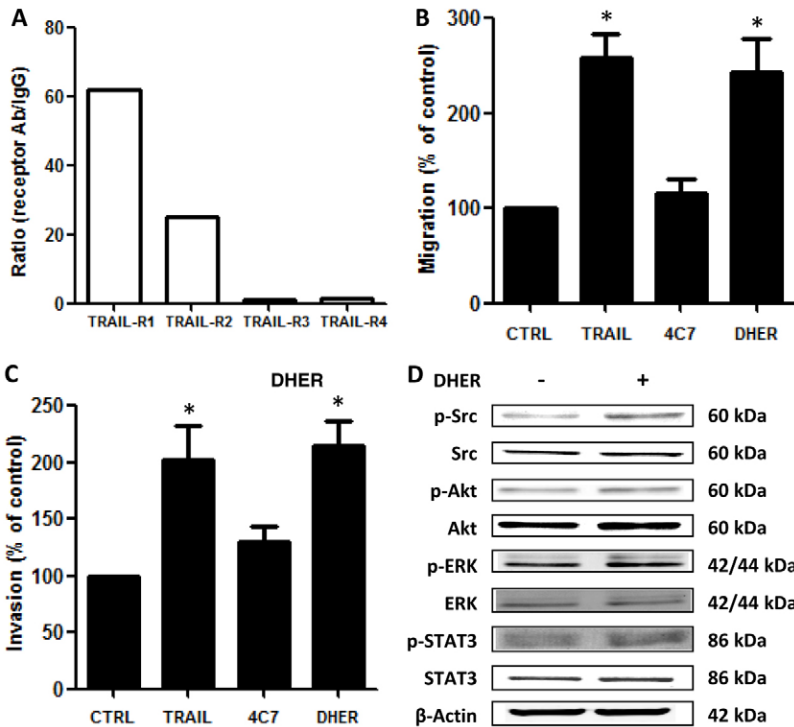 A
Ratio (receptor Ab/IgG)
80
60
40
20
0
TRAIL-R1 TRAIL-R2 TRAIL-R3 TRAIL-R4
B
Migration (% of control)
300
250
200
100
0
CTRL TRAIL 4C7 DHER
* *
C
DHER
Invasion (% of control)
250
200
150
100
50
0
CTRL TRAIL 4C7 DHER
* *
D
DHER - +
p-Src 60 kDa
Src 60 kDa
p-Akt 60 kDa
Akt 60 kDa
p-ERK 42/44 kDa
ERK 42/44 kDa
p-STAT3 86 kDa
STAT3 86 kDa
β-Actin 42 kDa